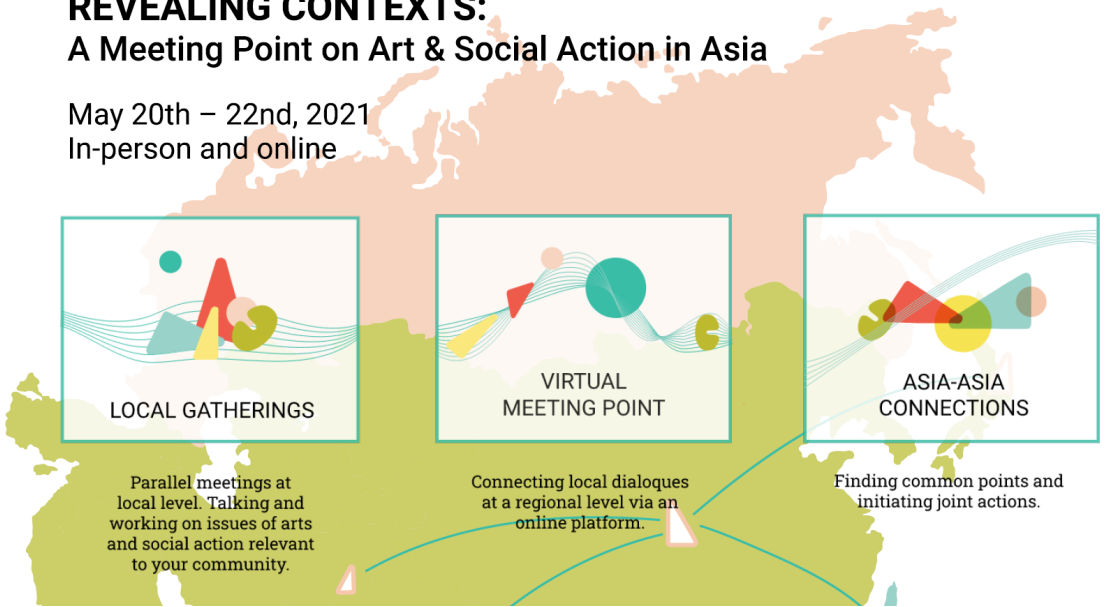 REVEALING CONTEXTS:
A Meeting Point on Art & Social Action in Asia
May 20th – 22nd, 2021
In-person and online
LOCAL GATHERINGS
Parallel meetings at
local level. Talking and
working on issues of arts
and social action relevant
to your community.
VIRTUAL
MEETING POINT
Connecting local dialoques
at a regional level via an
online platform.
ASIA-ASIA
CONNECTIONS
Finding common points and
initiating joint actions.